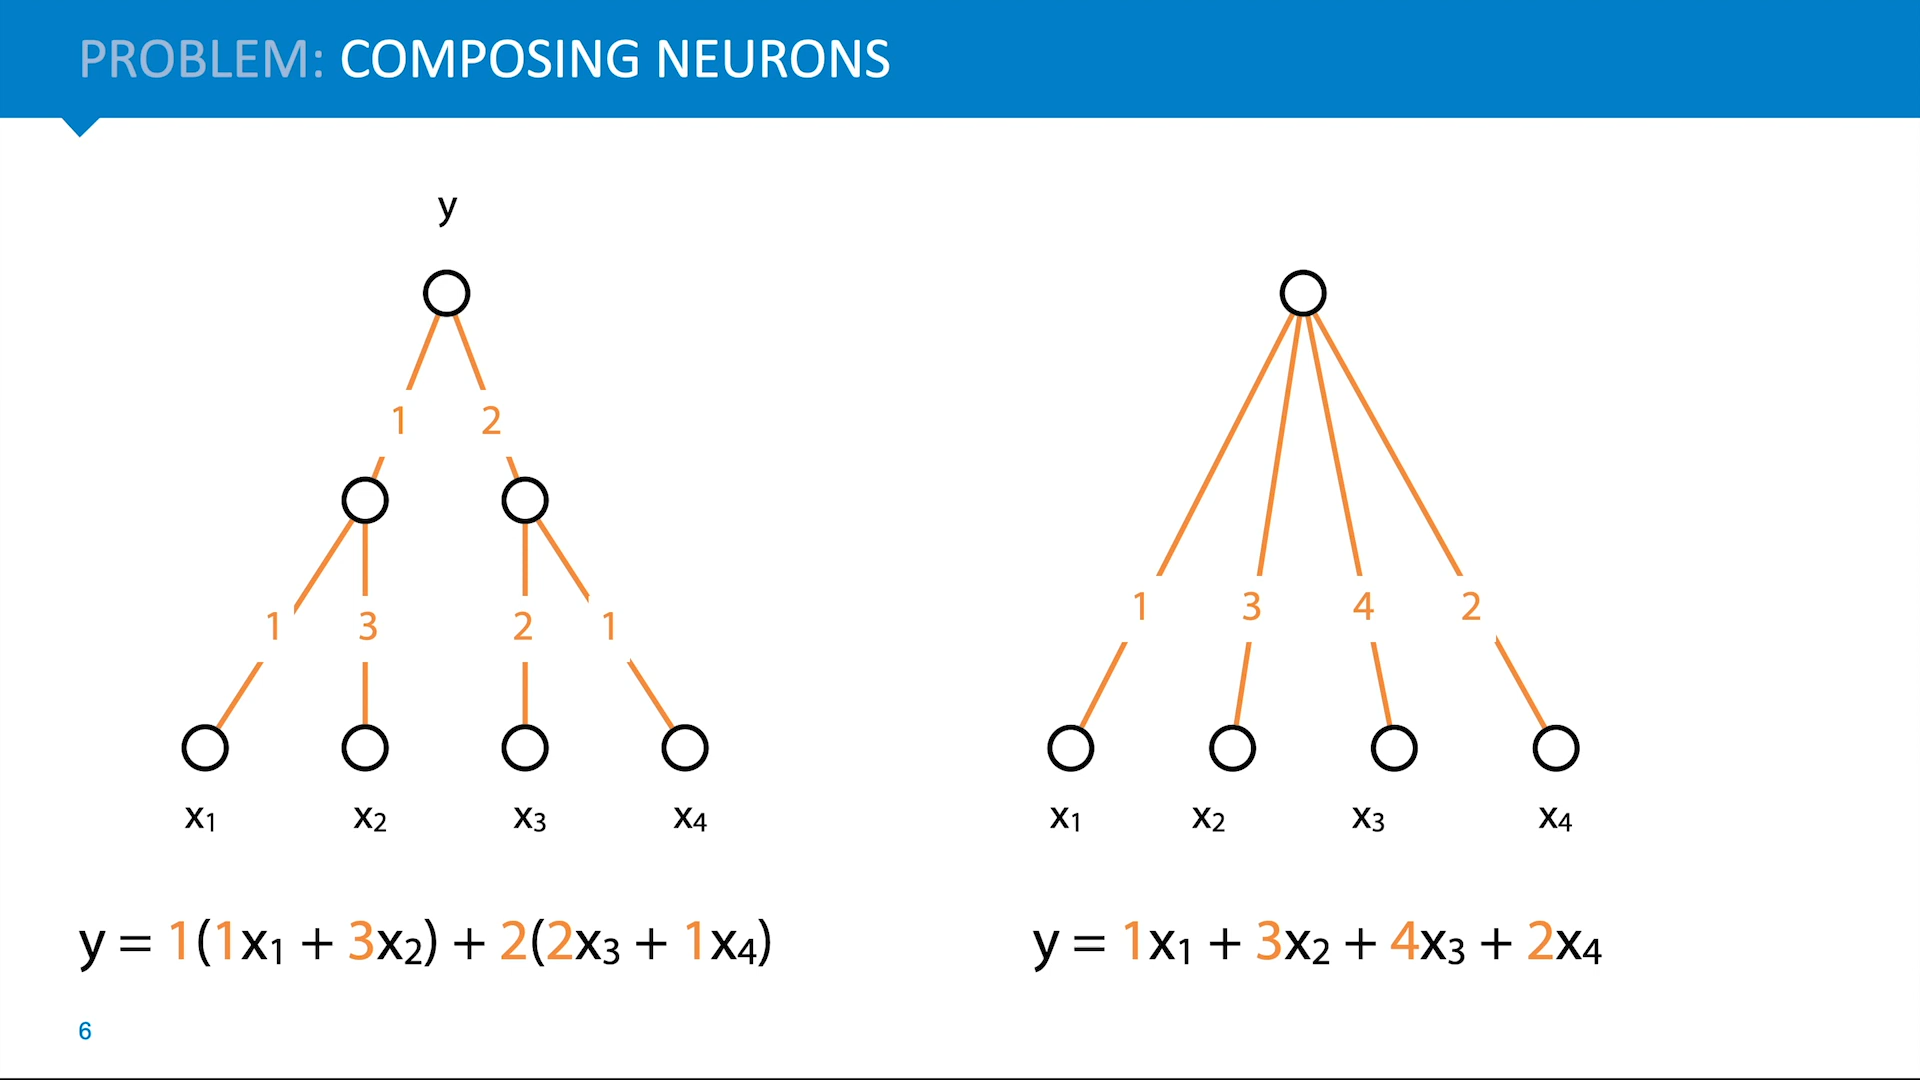 PROBLEM: COMPOSING NEURONS
y
1 2
1 3 2 1
x₁ x₂ x₃ x₄
y = 1(1x₁ + 3x₂) + 2(2x₃ + 1x₄)
1 3 4 2
x₁ x₂ x₃ x₄
y = 1x₁ + 3x₂ + 4x₃ + 2x₄
6